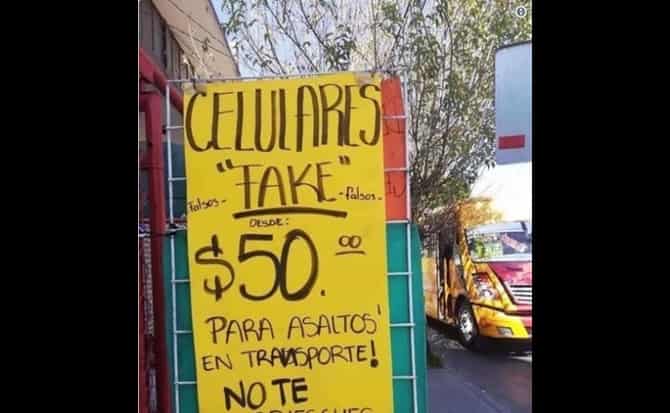 CELULARES
"FAKE"
-falsos- -falsos-
DESDE:
$50.00
PARA ASALTOS
EN TRANSPORTE!
NO TE